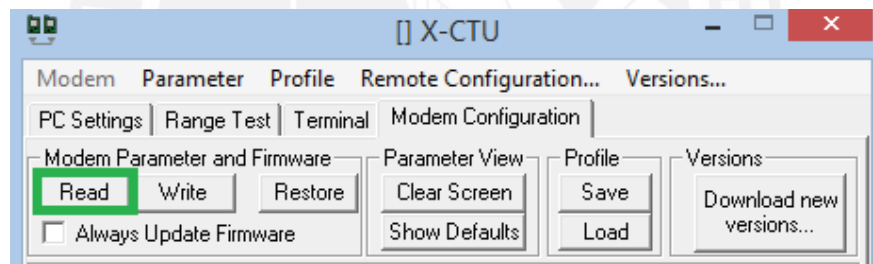 [] X-CTU
Modem Parameter Profile Remote Configuration... Versions...
PC Settings Range Test Terminal Modem Configuration
Modem Parameter and Firmware Parameter View Profile Versions
Read Write Restore Clear Screen Save Download new versions...
Always Update Firmware Show Defaults Load